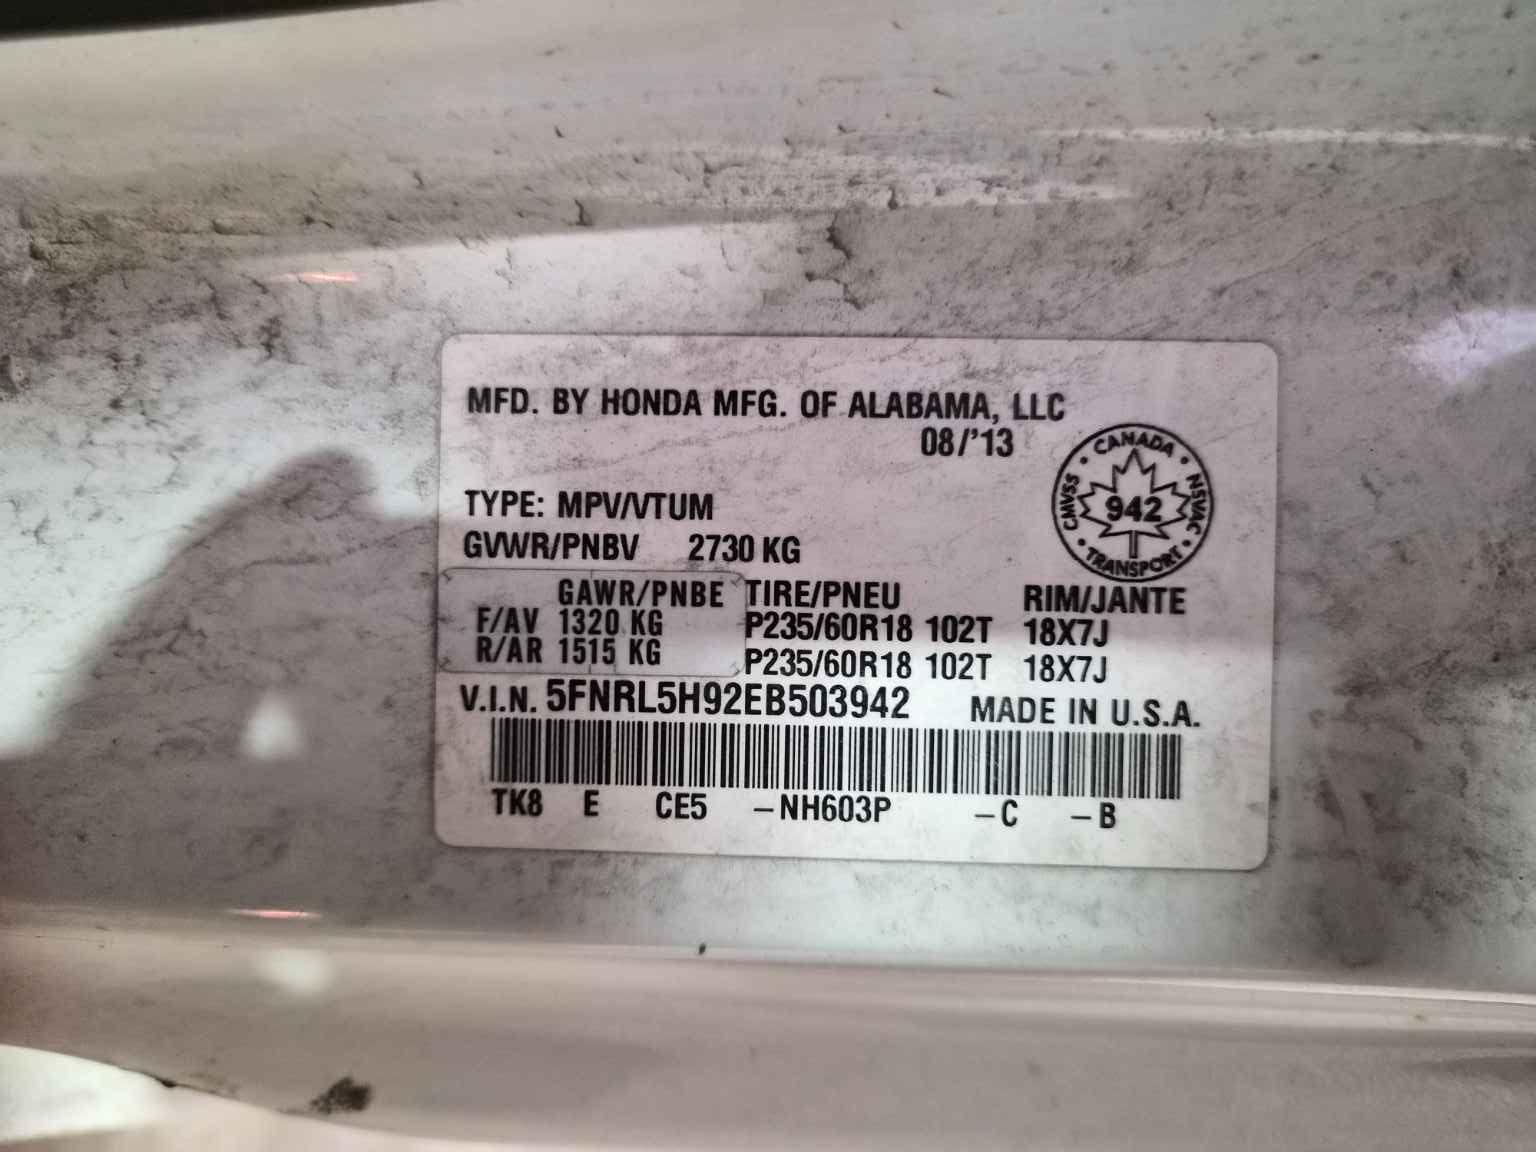 MFD. BY HONDA MFG. OF ALABAMA, LLC
08/'13
CANADA
CMVSS 942 NSVAC
TRANSPORT
TYPE: MPV/VTUM
GVWR/PNBV 2730 KG
GAWR/PNBE TIRE/PNEU RIM/JANTE
F/AV 1320 KG P235/60R18 102T 18X7J
R/AR 1515 KG P235/60R18 102T 18X7J
V.I.N. 5FNRL5H92EB503942 MADE IN U.S.A.
TK8 E CE5 –NH603P –C –B